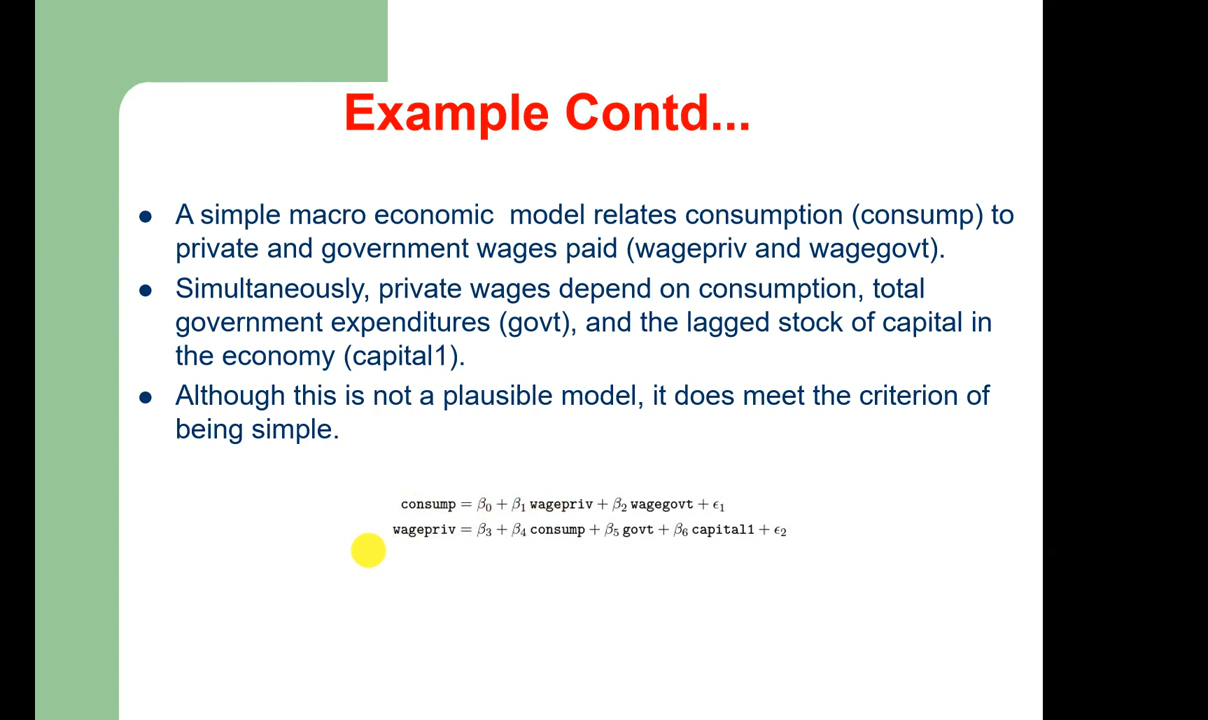 Example Contd...
A simple macro economic model relates consumption (consump) to
private and government wages paid (wagepriv and wagegovt).
Simultaneously, private wages depend on consumption, total
government expenditures (govt), and the lagged stock of capital in
the economy (capital1).
Although this is not a plausible model, it does meet the criterion of
being simple.
consump = β₀ + β₁ wagepriv + β₂ wagegovt + ϵ₁
wagepriv = β₃ + β₄ consump + β₅ govt + β₆ capital1 + ϵ₂